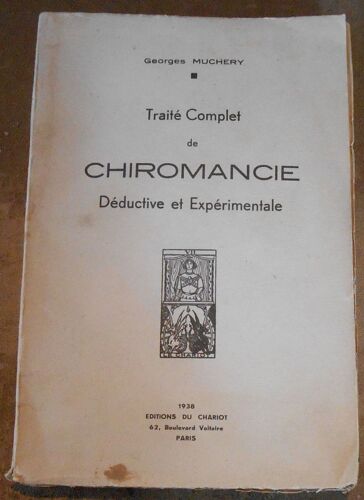 Georges MUCHERY
Traité Complet
de
CHIROMANCIE
Déductive et Expérimentale
VII
LE CHARIOT
1938
EDITIONS DU CHARIOT
62, Boulevard Voltaire
PARIS